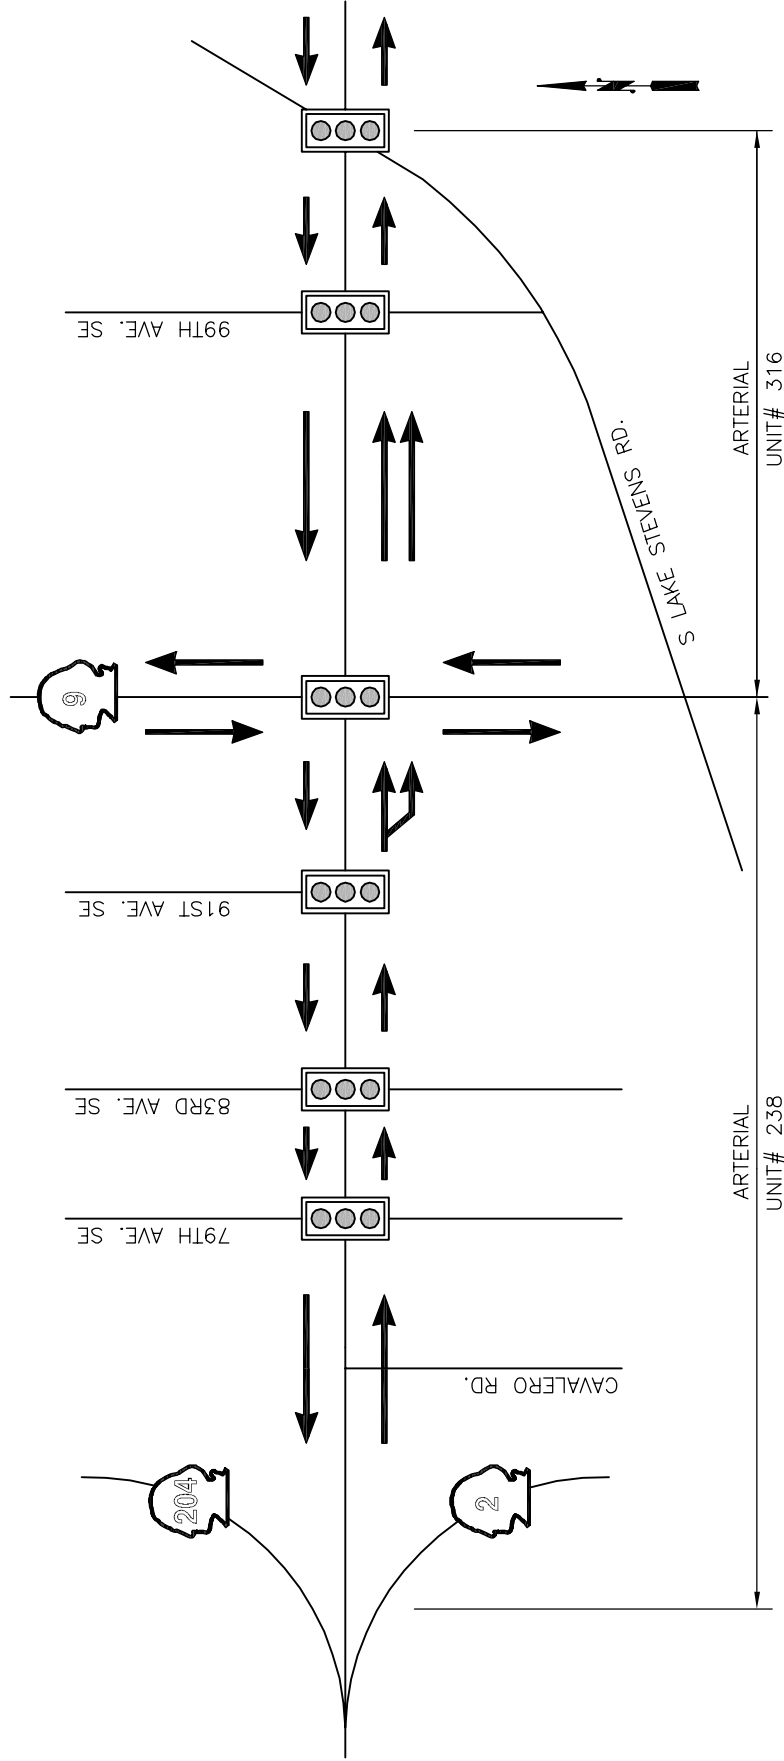 99TH AVE. SE
ARTERIAL
UNIT# 316
S LAKE STEVENS RD.
9
91ST AVE. SE
83RD AVE. SE
ARTERIAL
UNIT# 238
79TH AVE. SE
CAVALERO RD.
204
2
N